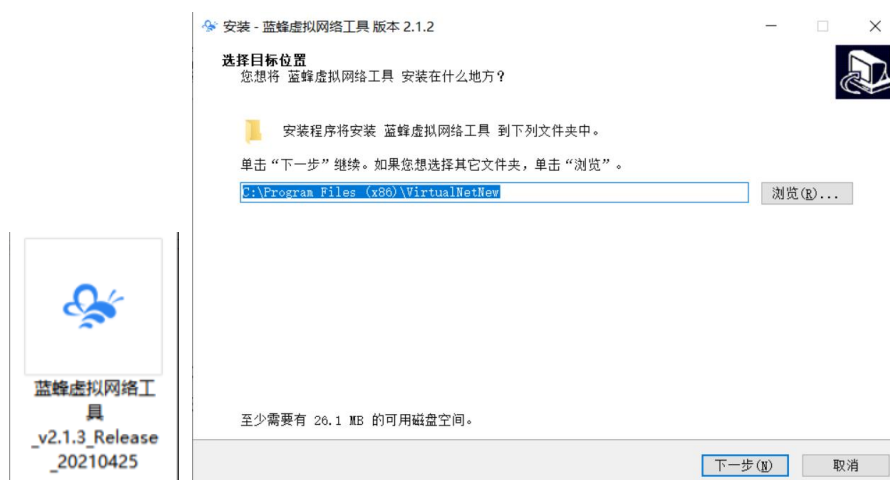 安装 - 蓝蜂虚拟网络工具 版本 2.1.2
选择目标位置
您想将 蓝蜂虚拟网络工具 安装在什么地方？
安装程序将安装 蓝蜂虚拟网络工具 到下列文件夹中。
单击“下一步”继续。如果您想选择其它文件夹，单击“浏览”。
C:\Program Files (x86)\VirtualNetNew
浏览(R)...
至少需要有 26.1 MB 的可用磁盘空间。
下一步(N)
取消
蓝蜂虚拟网络工
具
_v2.1.3_Release
_20210425